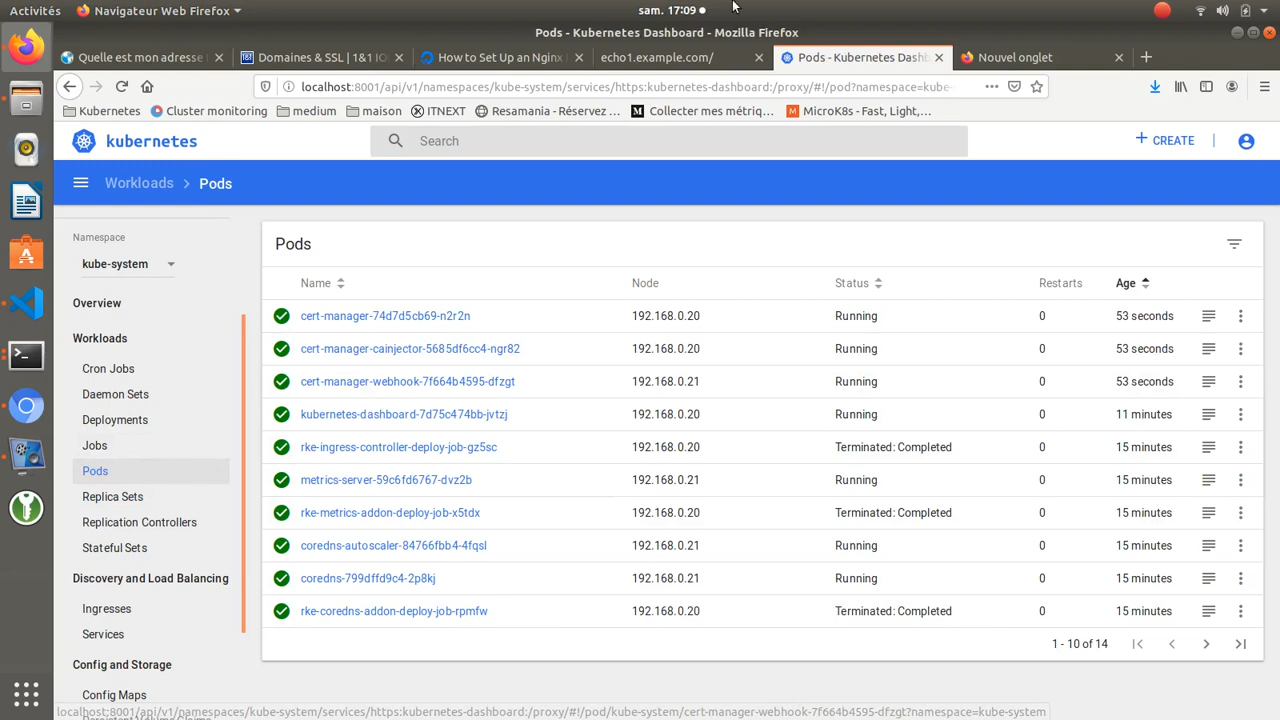 Activités Navigateur Web Firefox sam. 17:09
Pods - Kubernetes Dashboard - Mozilla Firefox
Quelle est mon adresse Domaines & SSL | 1&1 IO How to Set Up an Nginx echo1.example.com/ Pods - Kubernetes Dashb Nouvel onglet
localhost:8001/api/v1/namespaces/kube-system/services/https:kubernetes-dashboard:/proxy/#!/pod?namespace=kube-
Kubernetes Cluster monitoring medium maison ITNEXT Resamania - Réservez ... Collecter mes métriq... MicroK8s - Fast, Light,...
kubernetes Search CREATE
Workloads Pods
Namespace
kube-system
Overview
Workloads
Cron Jobs
Daemon Sets
Deployments
Jobs
Pods
Replica Sets
Replication Controllers
Stateful Sets
Discovery and Load Balancing
Ingresses
Services
Config and Storage
Config Maps
Pods
Name Node Status Restarts Age
cert-manager-74d7d5cb69-n2r2n 192.168.0.20 Running 0 53 seconds
cert-manager-cainjector-5685df6cc4-ngr82 192.168.0.20 Running 0 53 seconds
cert-manager-webhook-7f664b4595-dfzgt 192.168.0.21 Running 0 53 seconds
kubernetes-dashboard-7d75c474bb-jvtzj 192.168.0.20 Running 0 11 minutes
rke-ingress-controller-deploy-job-gz5sc 192.168.0.20 Terminated: Completed 0 15 minutes
metrics-server-59c6fd6767-dvz2b 192.168.0.21 Running 0 15 minutes
rke-metrics-addon-deploy-job-x5tdx 192.168.0.20 Terminated: Completed 0 15 minutes
coredns-autoscaler-84766fbb4-4fqsl 192.168.0.21 Running 0 15 minutes
coredns-799dffd9c4-2p8kj 192.168.0.21 Running 0 15 minutes
rke-coredns-addon-deploy-job-rpmfw 192.168.0.20 Terminated: Completed 0 15 minutes
1 - 10 of 14
localhost:8001/api/v1/namespaces/kube-system/services/https:kubernetes-dashboard:/proxy/#!/pod/kube-system/cert-manager-webhook-7f664b4595-dfzgt?namespace=kube-system